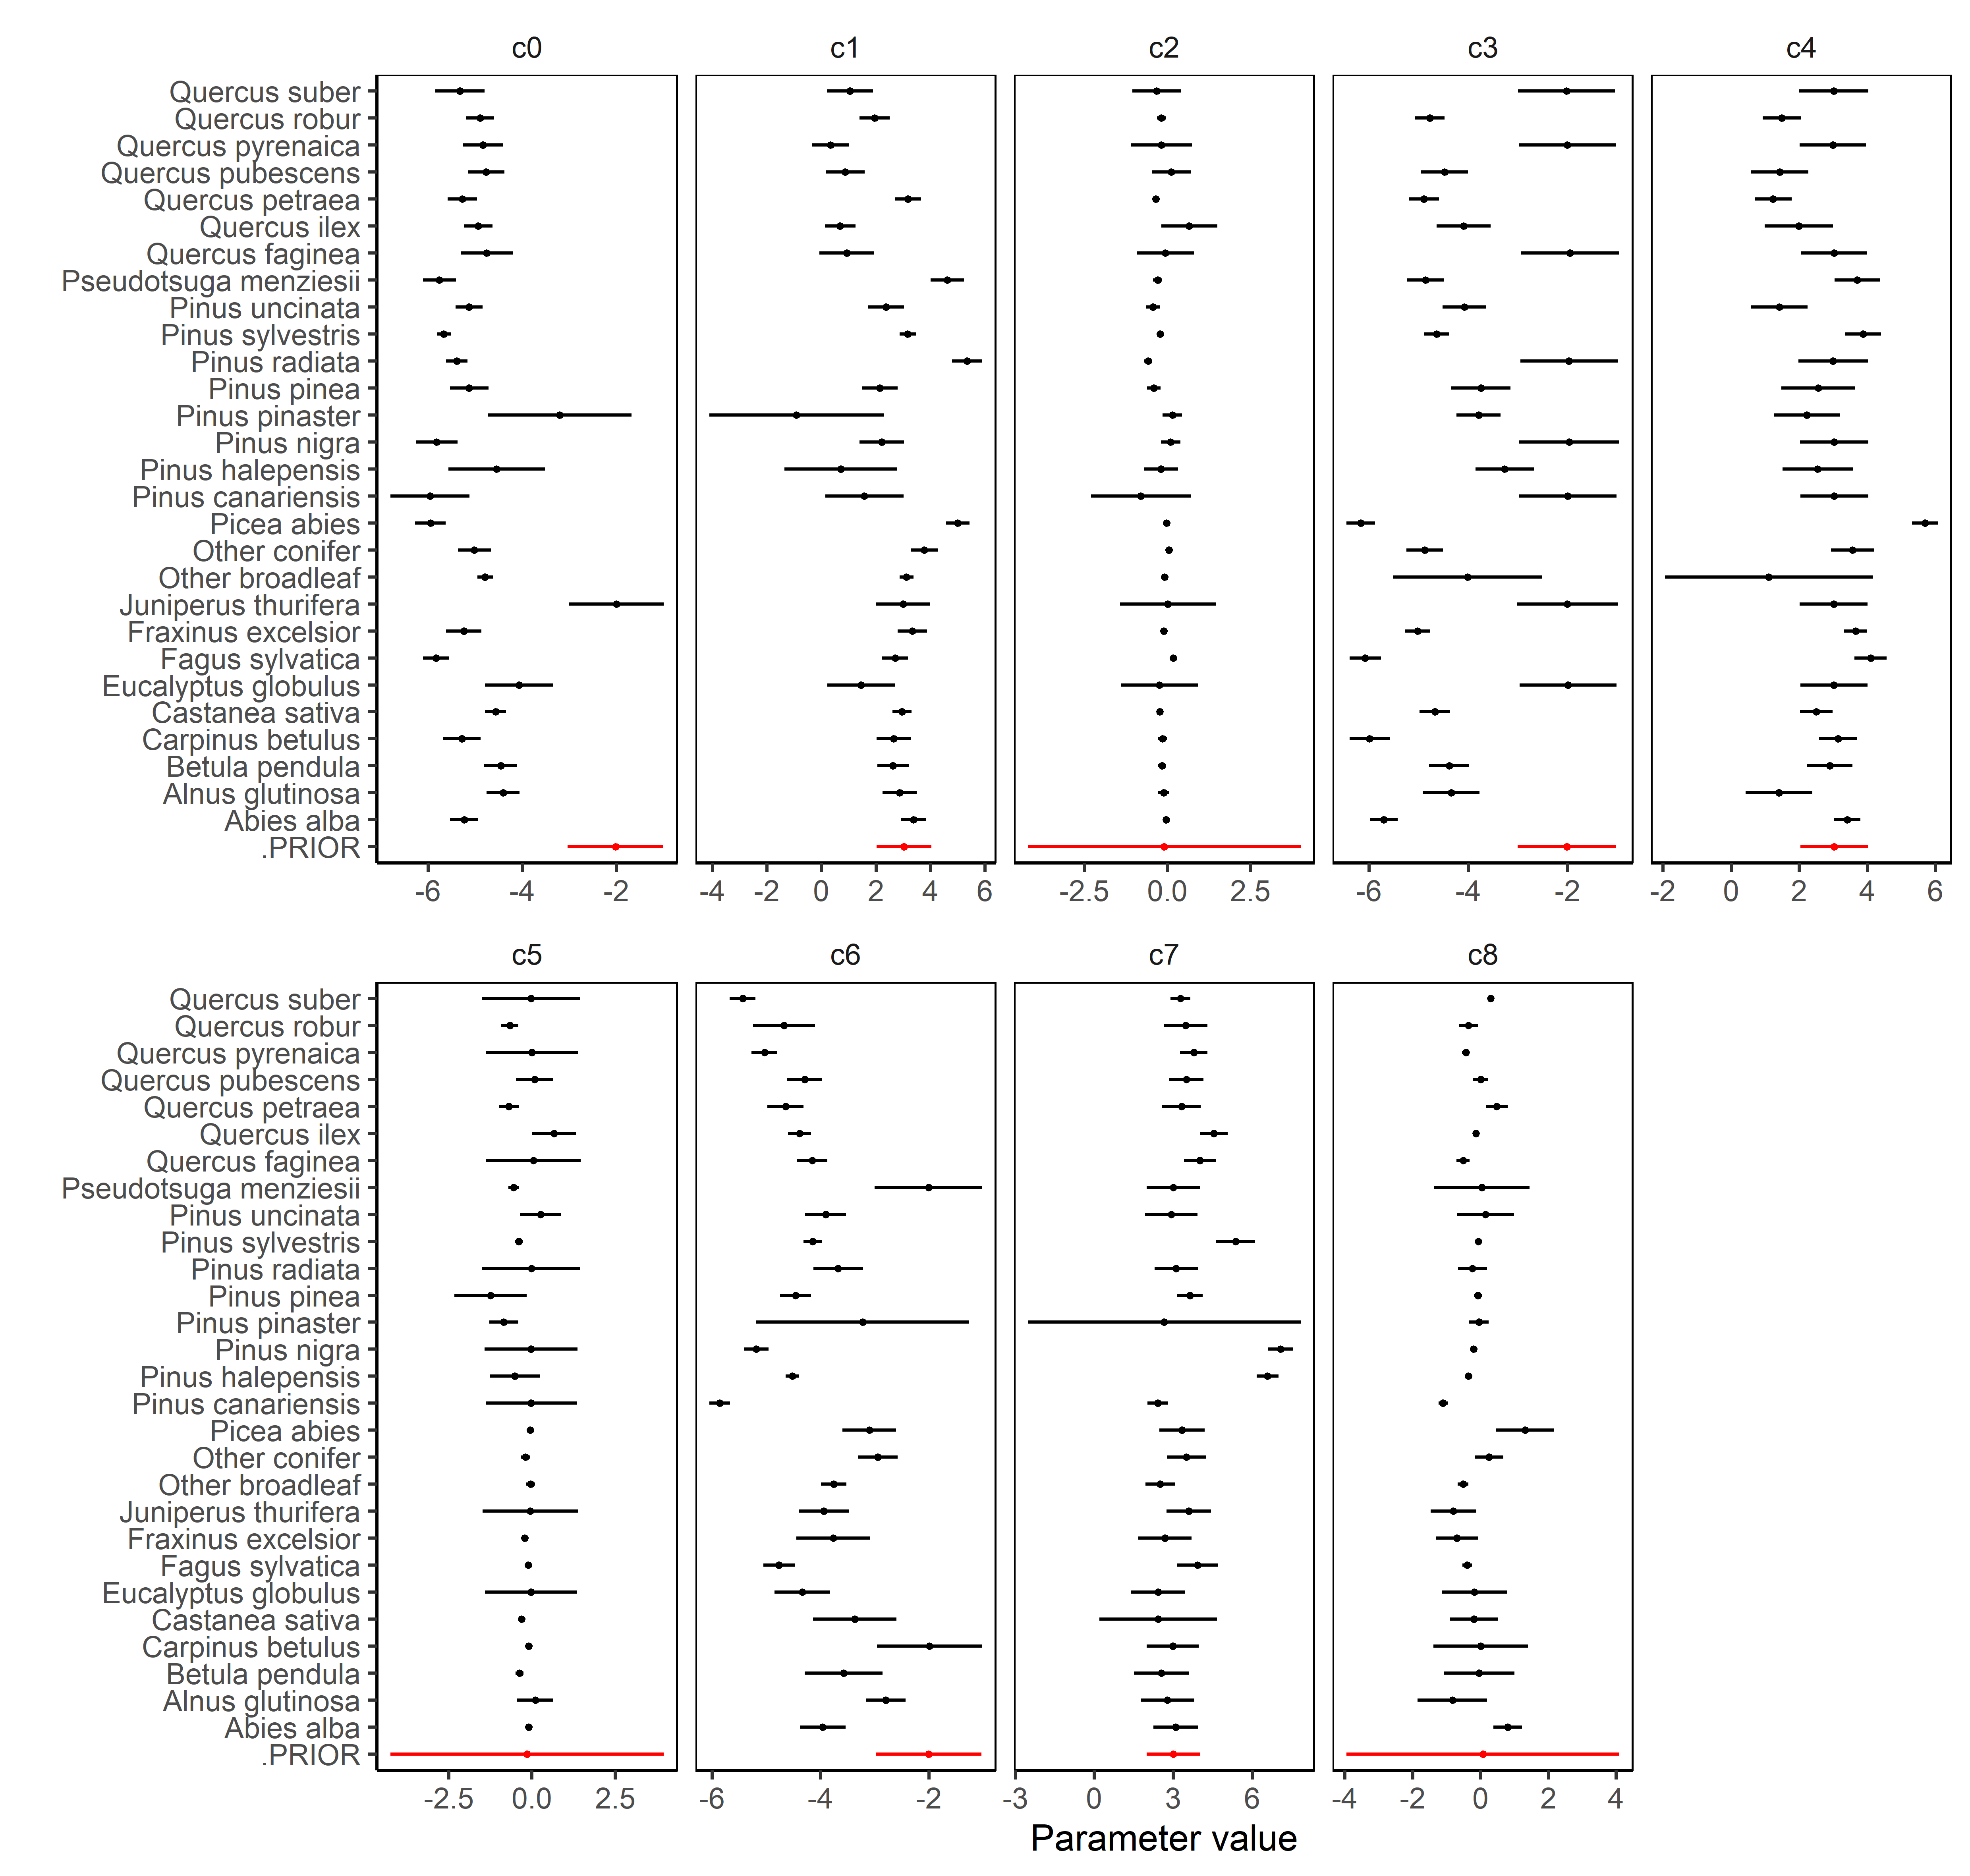 c0 c1 c2 c3 c4
Quercus suber
Quercus robur
Quercus pyrenaica
Quercus pubescens
Quercus petraea
Quercus ilex
Quercus faginea
Pseudotsuga menziesii
Pinus uncinata
Pinus sylvestris
Pinus radiata
Pinus pinea
Pinus pinaster
Pinus nigra
Pinus halepensis
Pinus canariensis
Picea abies
Other conifer
Other broadleaf
Juniperus thurifera
Fraxinus excelsior
Fagus sylvatica
Eucalyptus globulus
Castanea sativa
Carpinus betulus
Betula pendula
Alnus glutinosa
Abies alba
.PRIOR
-6 -4 -2 -4 -2 0 2 4 6 -2.5 0.0 2.5 -6 -4 -2 -2 0 2 4 6
c5 c6 c7 c8
Quercus suber
Quercus robur
Quercus pyrenaica
Quercus pubescens
Quercus petraea
Quercus ilex
Quercus faginea
Pseudotsuga menziesii
Pinus uncinata
Pinus sylvestris
Pinus radiata
Pinus pinea
Pinus pinaster
Pinus nigra
Pinus halepensis
Pinus canariensis
Picea abies
Other conifer
Other broadleaf
Juniperus thurifera
Fraxinus excelsior
Fagus sylvatica
Eucalyptus globulus
Castanea sativa
Carpinus betulus
Betula pendula
Alnus glutinosa
Abies alba
.PRIOR
-2.5 0.0 2.5 -6 -4 -2 -3 0 3 6 -4 -2 0 2 4
Parameter value